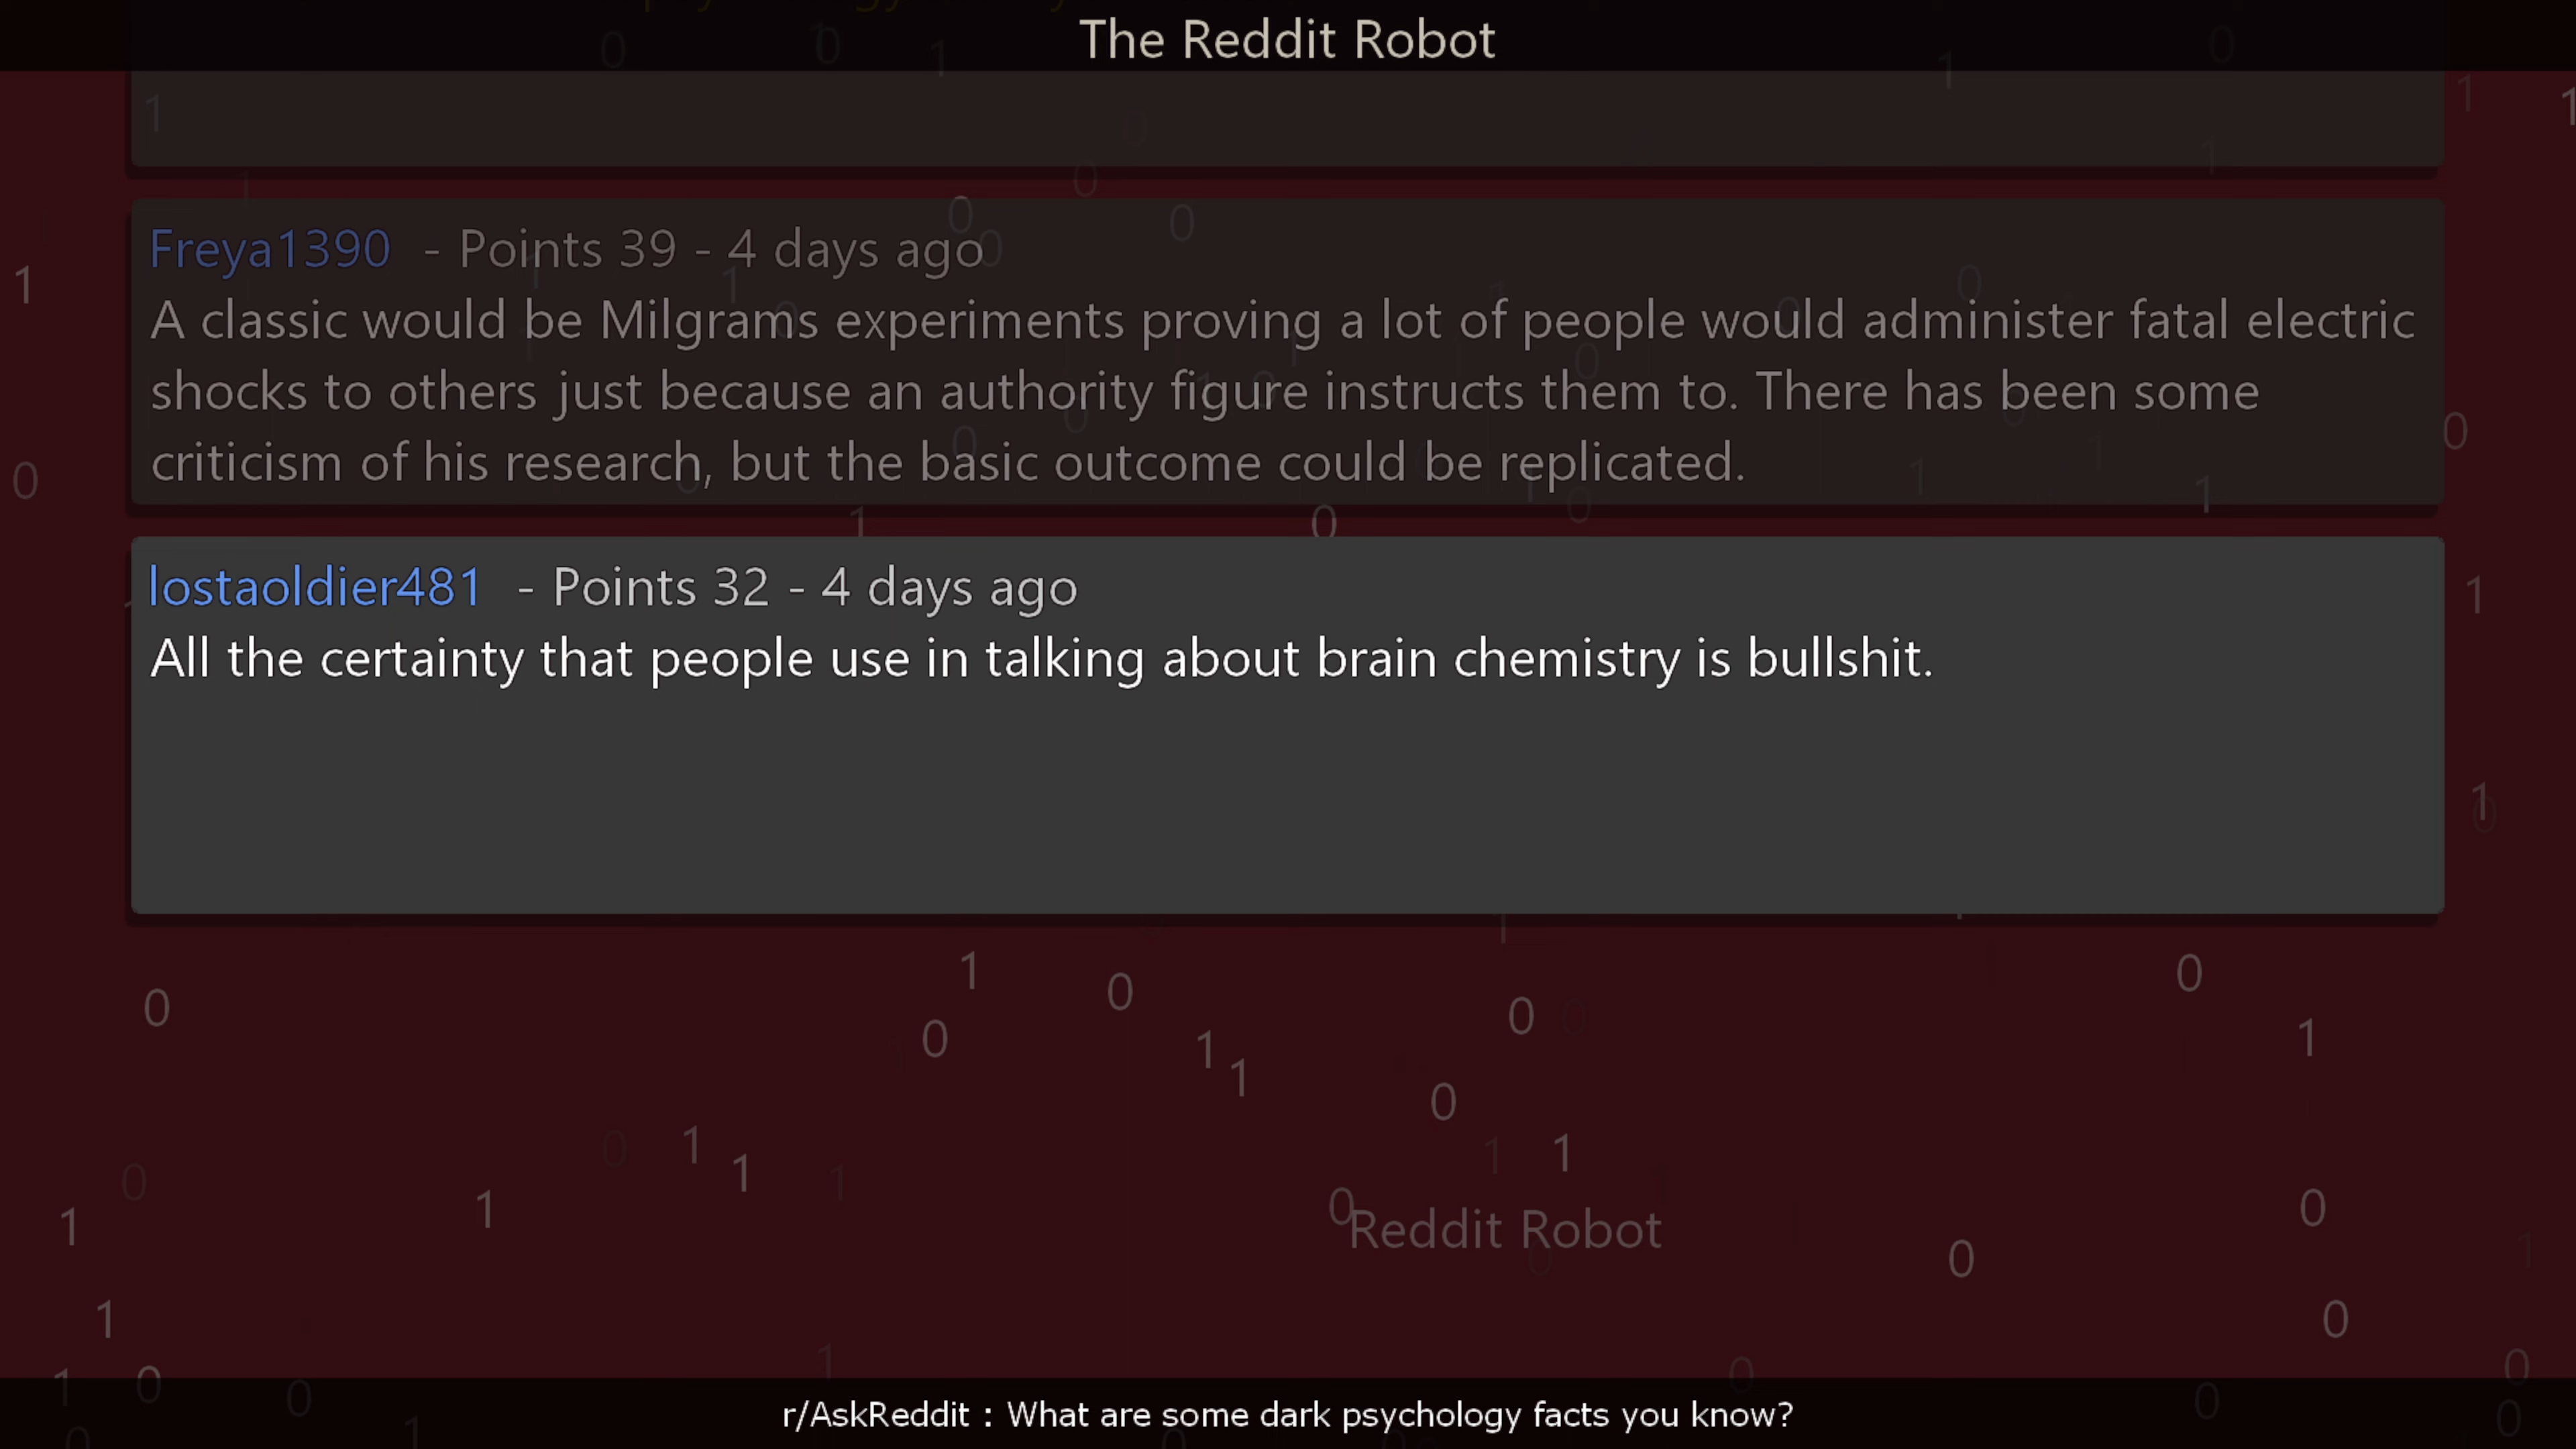 The Reddit Robot
Freya1390 - Points 39 - 4 days ago
A classic would be Milgrams experiments proving a lot of people would administer fatal electric
shocks to others just because an authority figure instructs them to. There has been some
criticism of his research, but the basic outcome could be replicated.
lostaoldier481 - Points 32 - 4 days ago
All the certainty that people use in talking about brain chemistry is bullshit.
Reddit Robot
r/AskReddit : What are some dark psychology facts you know?